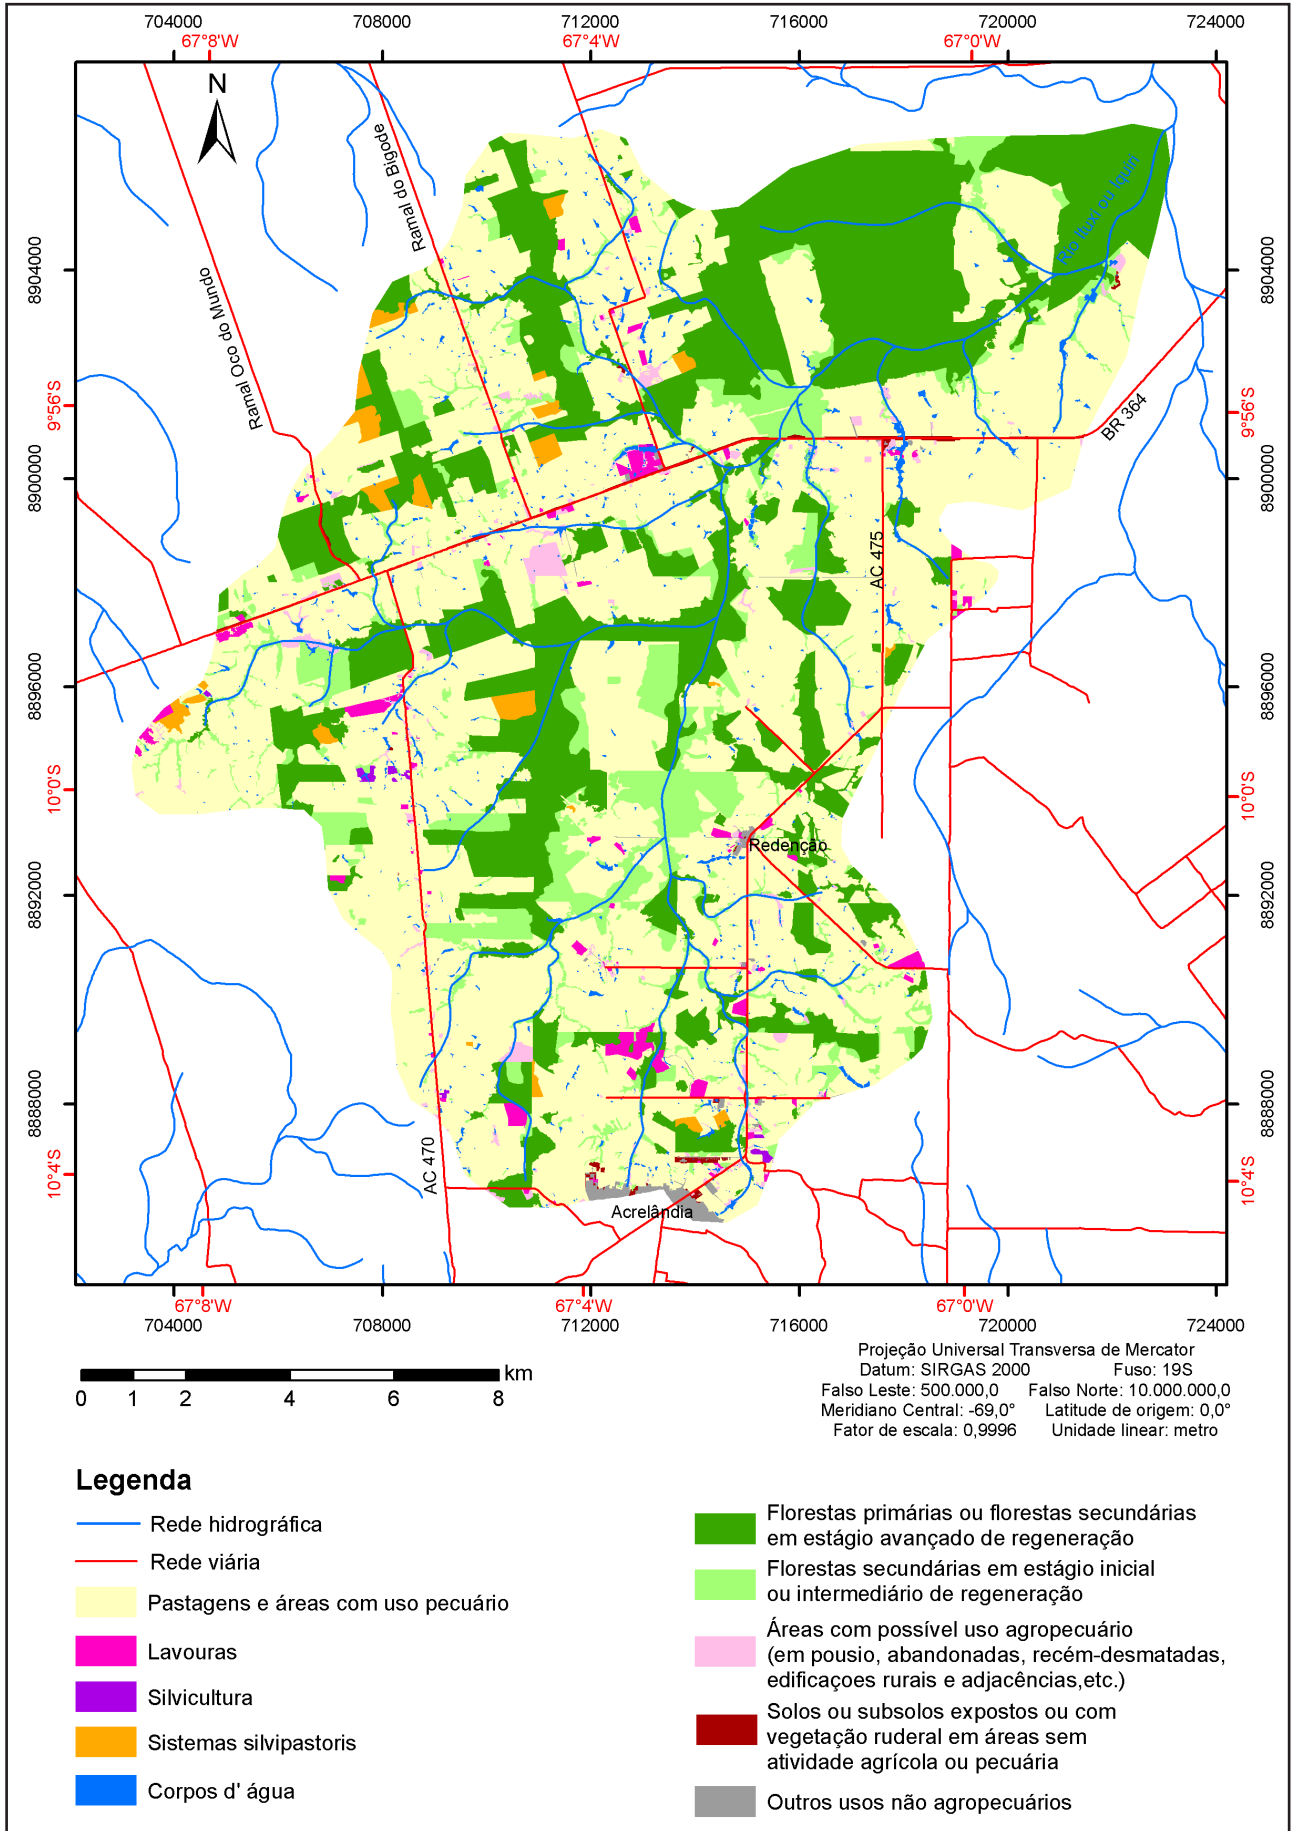 704000 708000 712000 716000 720000 724000
67°8'W 67°4'W 67°0'W
N
Ramal do Bigode
Ramal Oco do Mundo
Rio Ituxi ou Iquiri
BR 364
AC 475
AC 470
Redenção
Acrelândia
8904000
9°56'S
8900000
8896000
10°0'S
8892000
8888000
10°4'S
8904000
9°56'S
8900000
8896000
10°0'S
8892000
8888000
10°4'S
67°8'W 67°4'W 67°0'W
704000 708000 712000 716000 720000 724000
km
0 1 2 4 6 8
Projeção Universal Transversa de Mercator
Datum: SIRGAS 2000 Fuso: 19S
Falso Leste: 500.000,0 Falso Norte: 10.000.000,0
Meridiano Central: -69,0° Latitude de origem: 0,0°
Fator de escala: 0,9996 Unidade linear: metro
Legenda
Rede hidrográfica
Rede viária
Pastagens e áreas com uso pecuário
Lavouras
Silvicultura
Sistemas silvipastoris
Corpos d' água
Florestas primárias ou florestas secundárias
em estágio avançado de regeneração
Florestas secundárias em estágio inicial
ou intermediário de regeneração
Áreas com possível uso agropecuário
(em pousio, abandonadas, recém-desmatadas,
edificaçoes rurais e adjacências,etc.)
Solos ou subsolos expostos ou com
vegetação ruderal em áreas sem
atividade agrícola ou pecuária
Outros usos não agropecuários